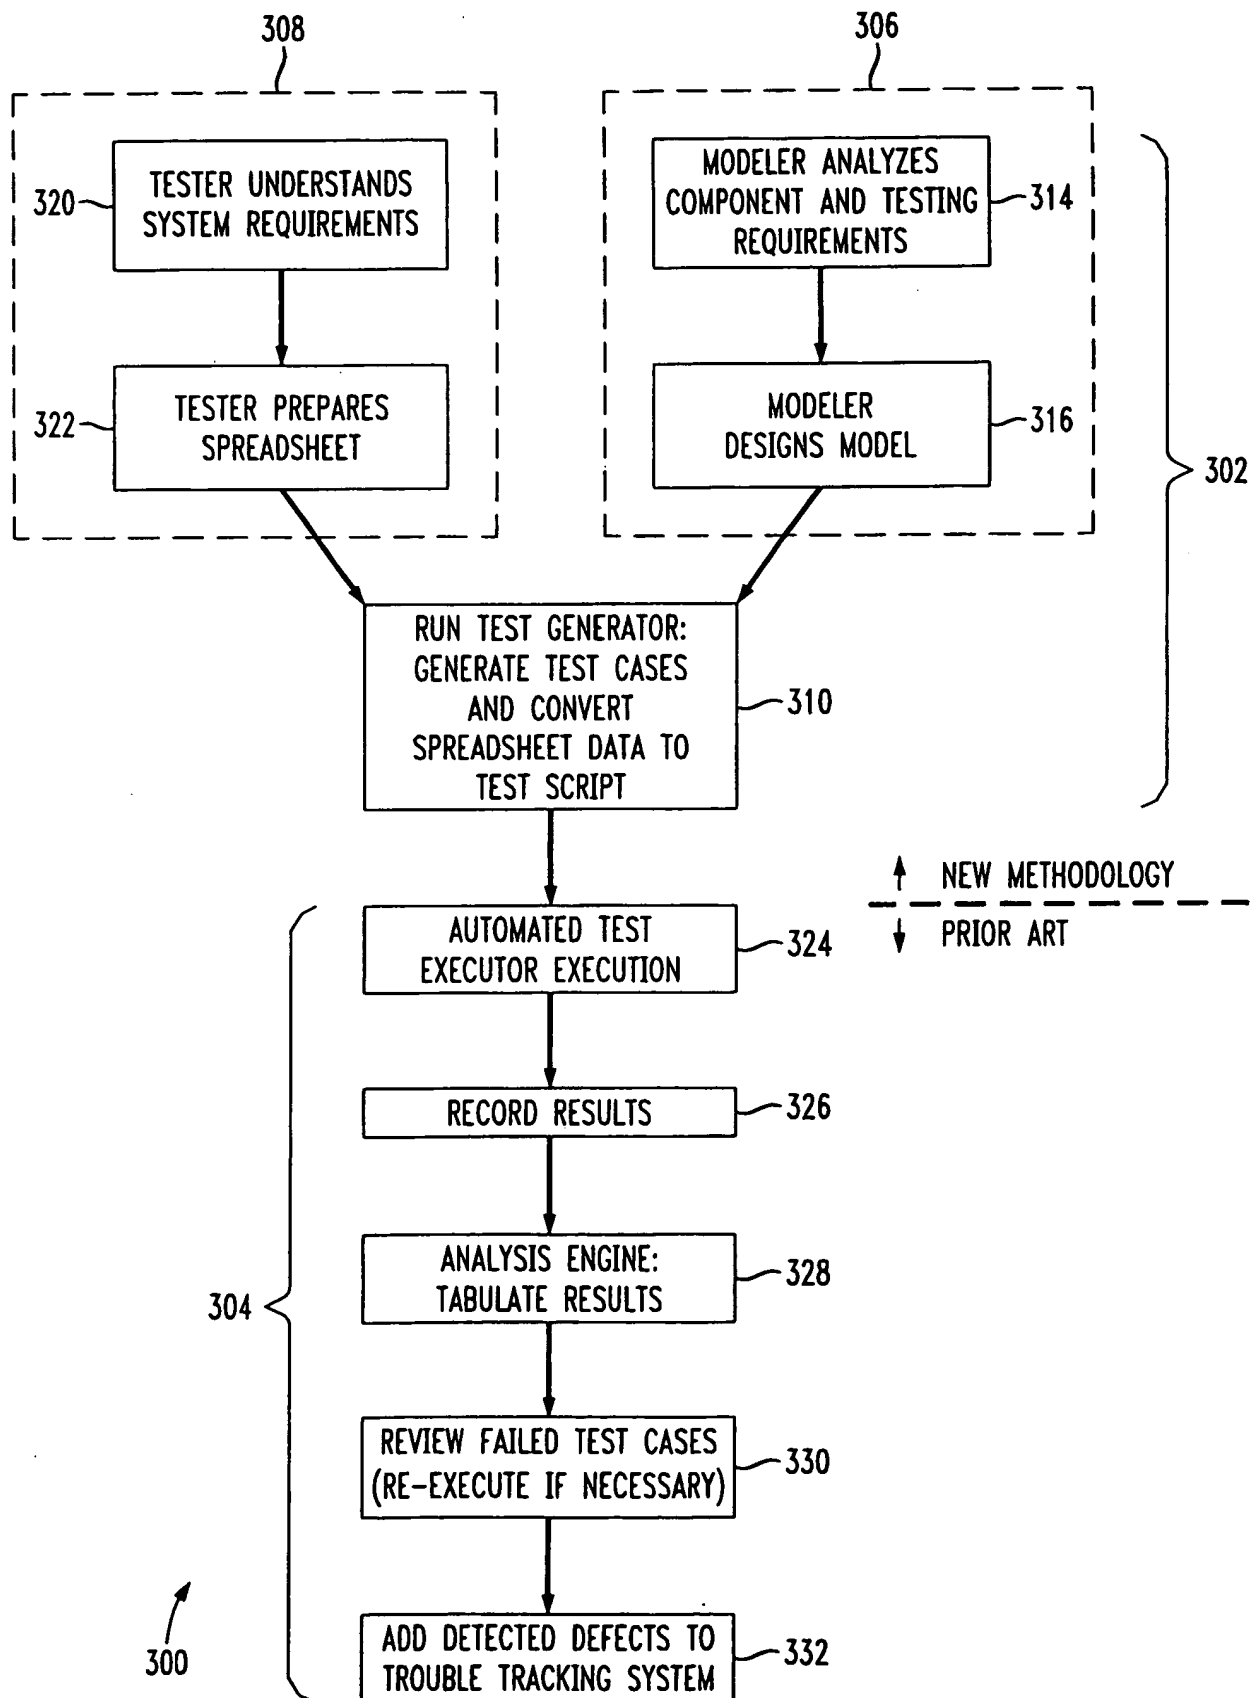 308
306
320
TESTER UNDERSTANDS
SYSTEM REQUIREMENTS
MODELER ANALYZES
COMPONENT AND TESTING
REQUIREMENTS
314
322
TESTER PREPARES
SPREADSHEET
MODELER
DESIGNS MODEL
316
302
RUN TEST GENERATOR:
GENERATE TEST CASES
AND CONVERT
SPREADSHEET DATA TO
TEST SCRIPT
310
NEW METHODOLOGY
PRIOR ART
AUTOMATED TEST
EXECUTOR EXECUTION
324
RECORD RESULTS
326
ANALYSIS ENGINE:
TABULATE RESULTS
328
304
REVIEW FAILED TEST CASES
(RE-EXECUTE IF NECESSARY)
330
ADD DETECTED DEFECTS TO
TROUBLE TRACKING SYSTEM
332
300